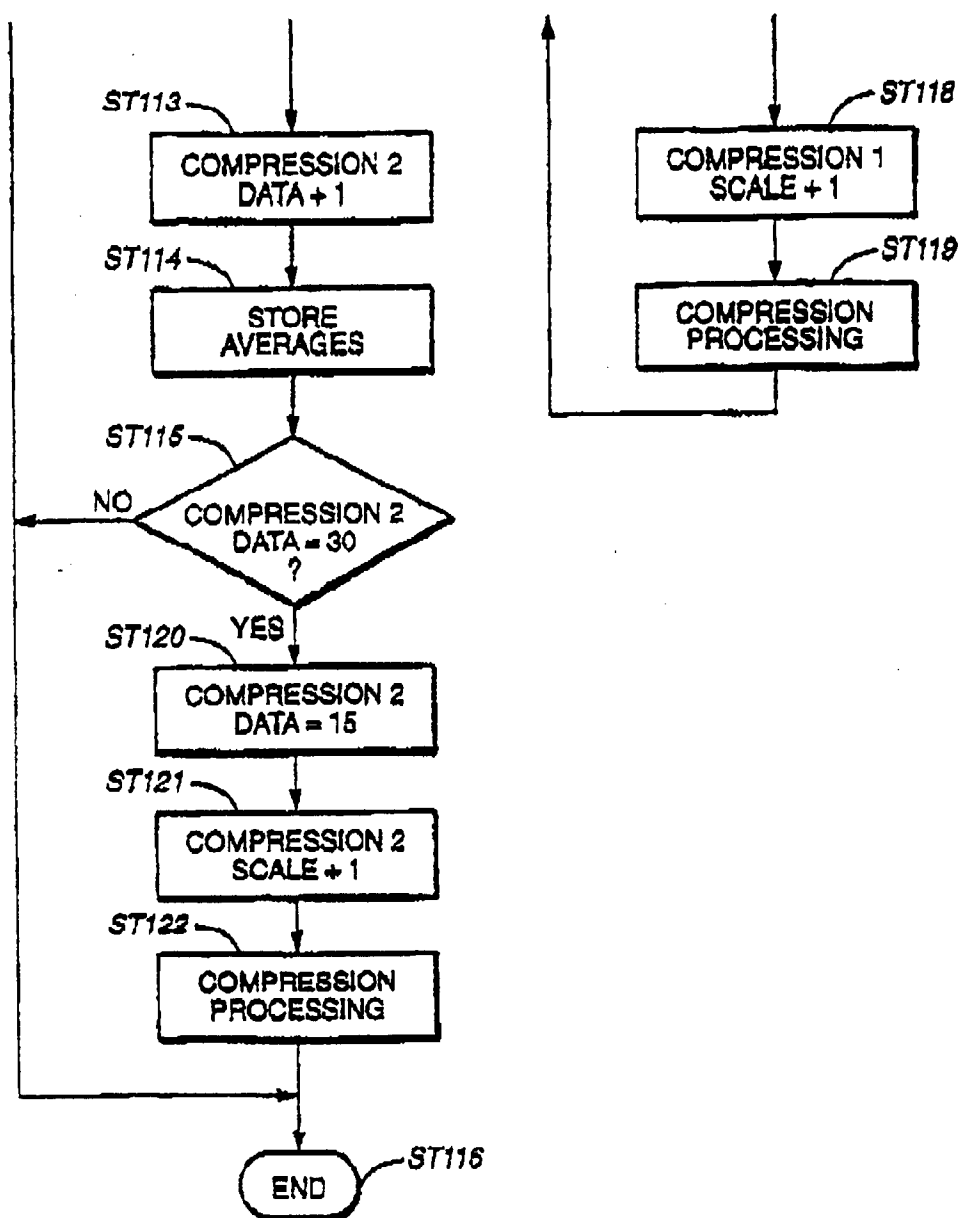 ST113
COMPRESSION 2
DATA + 1
ST114
STORE
AVERAGES
ST115
COMPRESSION 2
DATA = 30
?
NO
YES
ST120
COMPRESSION 2
DATA = 15
ST121
COMPRESSION 2
SCALE + 1
ST122
COMPRESSION
PROCESSING
END
ST116
ST118
COMPRESSION 1
SCALE + 1
ST119
COMPRESSION
PROCESSING